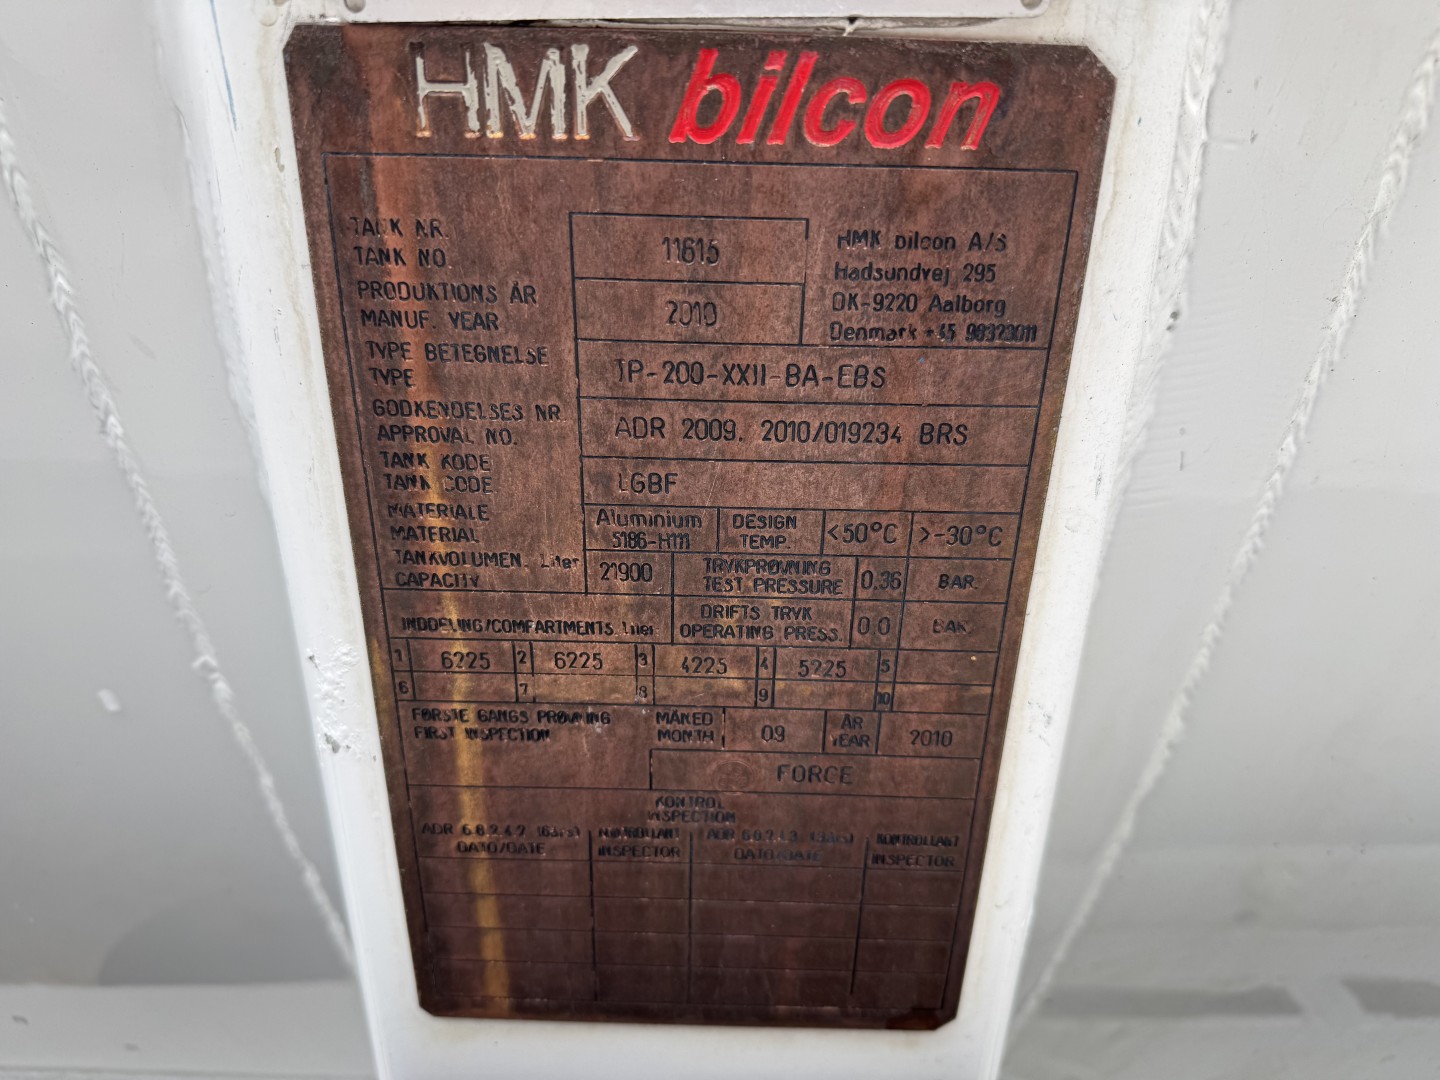 HMK bilcon
TANK NR.
TANK NO.
11615
HMK bilcon A/S
Hadsundvej 295
DK-9220 Aalborg
Denmark +45 98323011
PRODUKTIONS ÅR
MANUF. YEAR
2010
TYPE BETEGNELSE
TYPE
TP-200-XXII-BA-EBS
GODKENDELSES NR
APPROVAL NO.
ADR 2009. 2010/019234 BRS
TANK KODE
TANK CODE
LGBF
MATERIALE
MATERIAL
Aluminium
5186-H111
DESIGN
TEMP.
<50°C
>-30°C
TANKVOLUMEN. Liter
CAPACITY
21900
TRYKPRØVNING
TEST PRESSURE
0.36
BAR.
INDDELING/COMPARTMENTS. Liter
DRIFTS TRYK
OPERATING PRESS.
0.0
BAR.
1 6225 2 6225 3 4225 4 5225 5
6 7 8 9 10
FØRSTE GANGS PRØVNING
FIRST INSPECTION
MÅNED
MONTH
09
ÅR
YEAR
2010
FORCE
KONTROL
INSPECTION
DATO/DATE
KONTROLLANT
INSPECTOR
DATO/DATE
KONTROLLANT
INSPECTOR